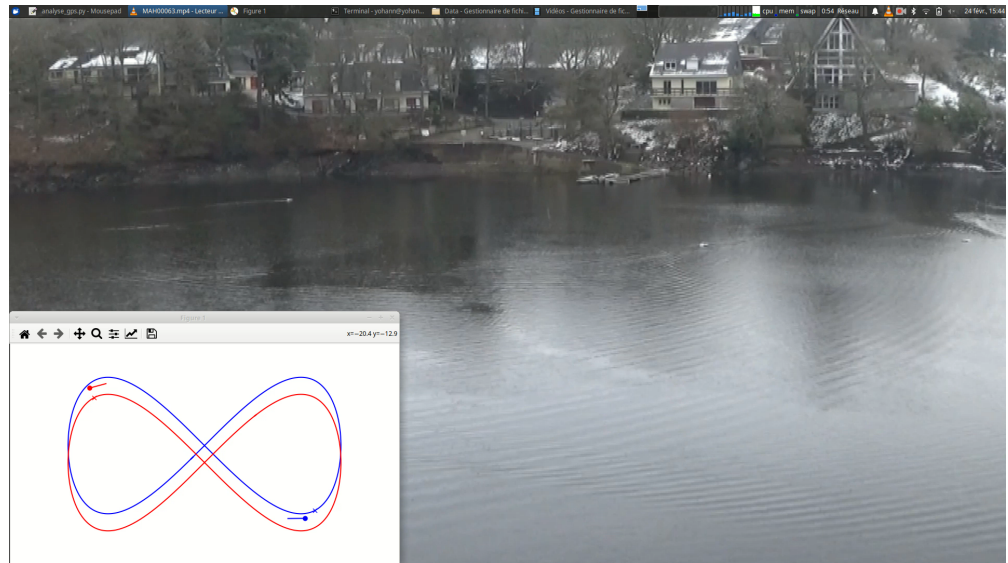 _analyse_gps.py - Mousepad MAH00063.mp4 - Lecteur ... Figure 1 Terminal - yohann@yohan... Data - Gestionnaire de fichi... Vidéos - Gestionnaire de fic... cpu mem swap 0:54 Réseau 24 févr., 15:44
Figure 1
x=−20.4 y=−12.9